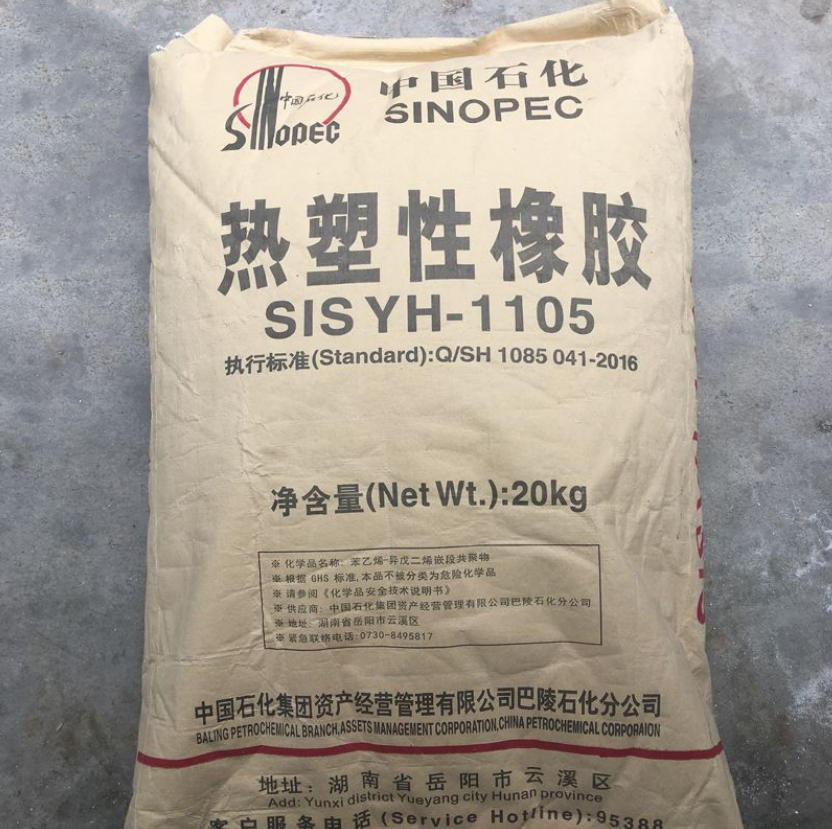 中国石化
SINOPEC
中国石化
SINOPEC
热塑性橡胶
SIS YH-1105
执行标准(Standard):Q/SH 1085 041-2016
净含量(Net Wt.):20kg
※ 化学品名称: 苯乙烯-异戊二烯嵌段共聚物
※ 根据 GHS 标准,本品不被分类为危险化学品
※ 请参阅《化学品安全技术说明书》
※ 供应商: 中国石化集团资产经营管理有限公司巴陵石化分公司
※ 地址: 湖南省岳阳市云溪区
※ 紧急联络电话:0730-8495817
中国石化集团资产经营管理有限公司巴陵石化分公司
BALING PETROCHEMICAL BRANCH,ASSETS MANAGEMENT CORPORATION,CHINA PETROCHEMICAL CORPORAION
地址: 湖南省岳阳市云溪区
Add: Yunxi district Yueyang city Hunan province
客户服务电话(Service Hotline):95388